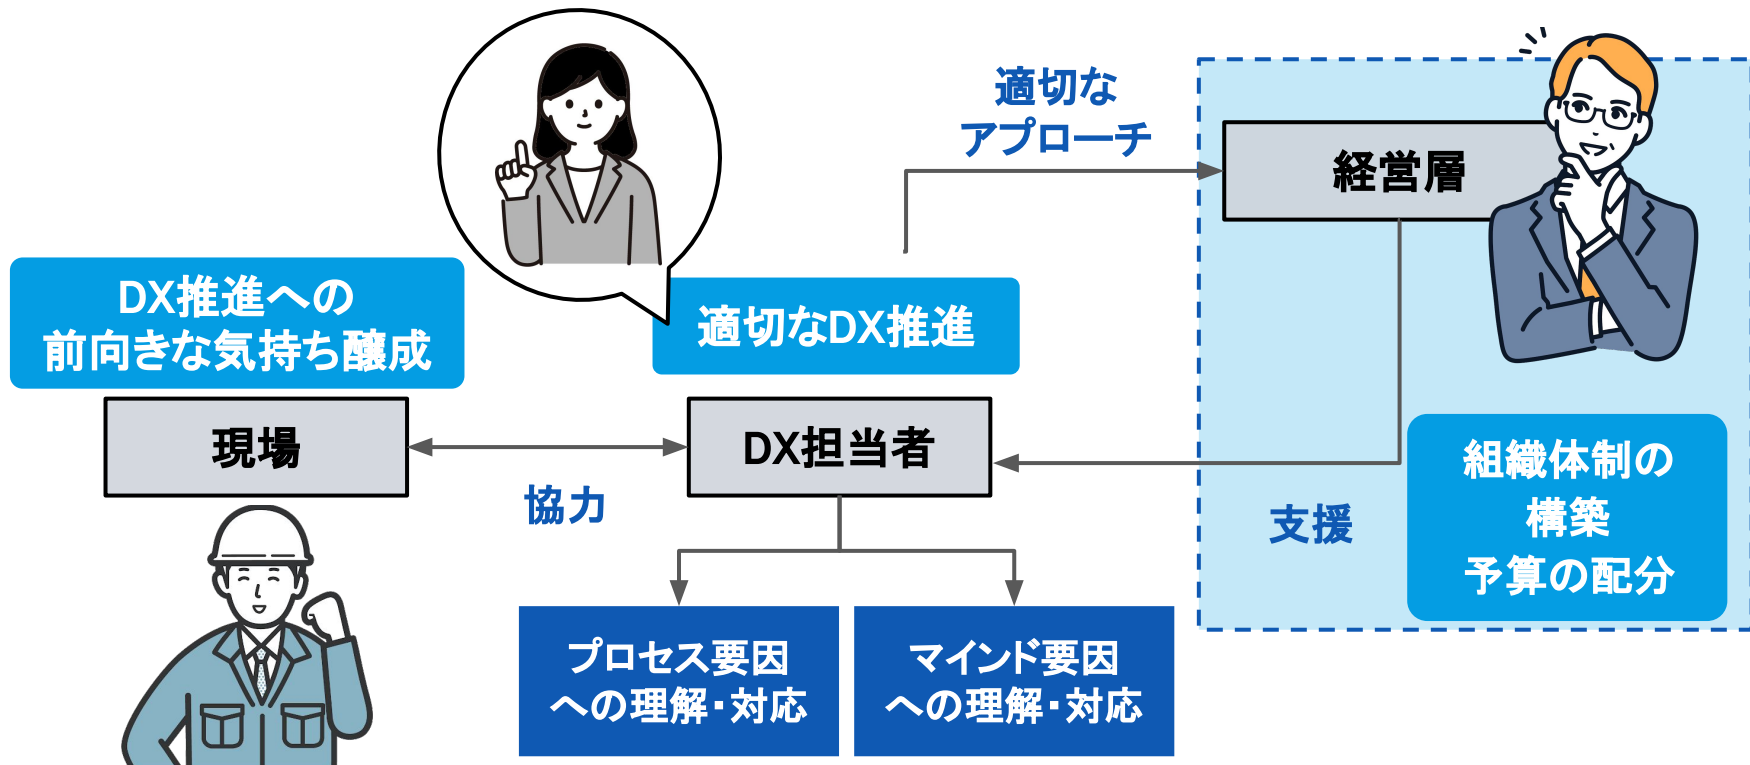 適切な
アプローチ
経営層
DX推進への
前向きな気持ち醸成
適切なDX推進
現場
DX担当者
協力
支援
組織体制の
構築
予算の配分
プロセス要因
への理解・対応
マインド要因
への理解・対応